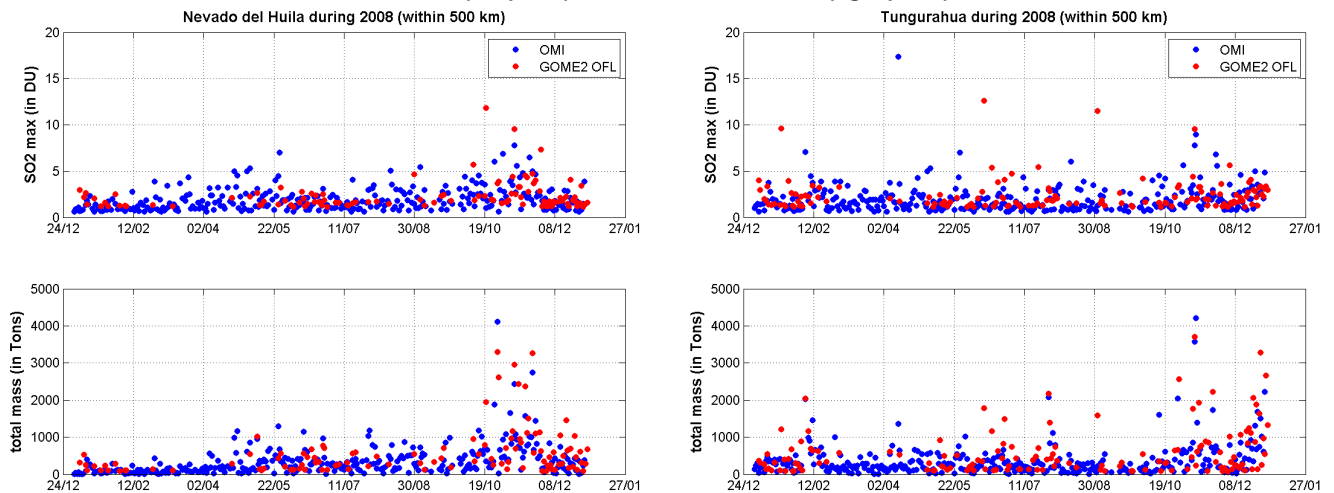 Nevado del Huila during 2008 (within 500 km)
20
15
10
5
0
SO2 max (in DU)
OMI
GOME2 OFL
24/12 12/02 02/04 22/05 11/07 30/08 19/10 08/12 27/01
Tungurahua during 2008 (within 500 km)
20
15
10
5
0
SO2 max (in DU)
OMI
GOME2 OFL
24/12 12/02 02/04 22/05 11/07 30/08 19/10 08/12 27/01
5000
4000
3000
2000
1000
0
total mass (in Tons)
24/12 12/02 02/04 22/05 11/07 30/08 19/10 08/12 27/01
5000
4000
3000
2000
1000
0
total mass (in Tons)
24/12 12/02 02/04 22/05 11/07 30/08 19/10 08/12 27/01